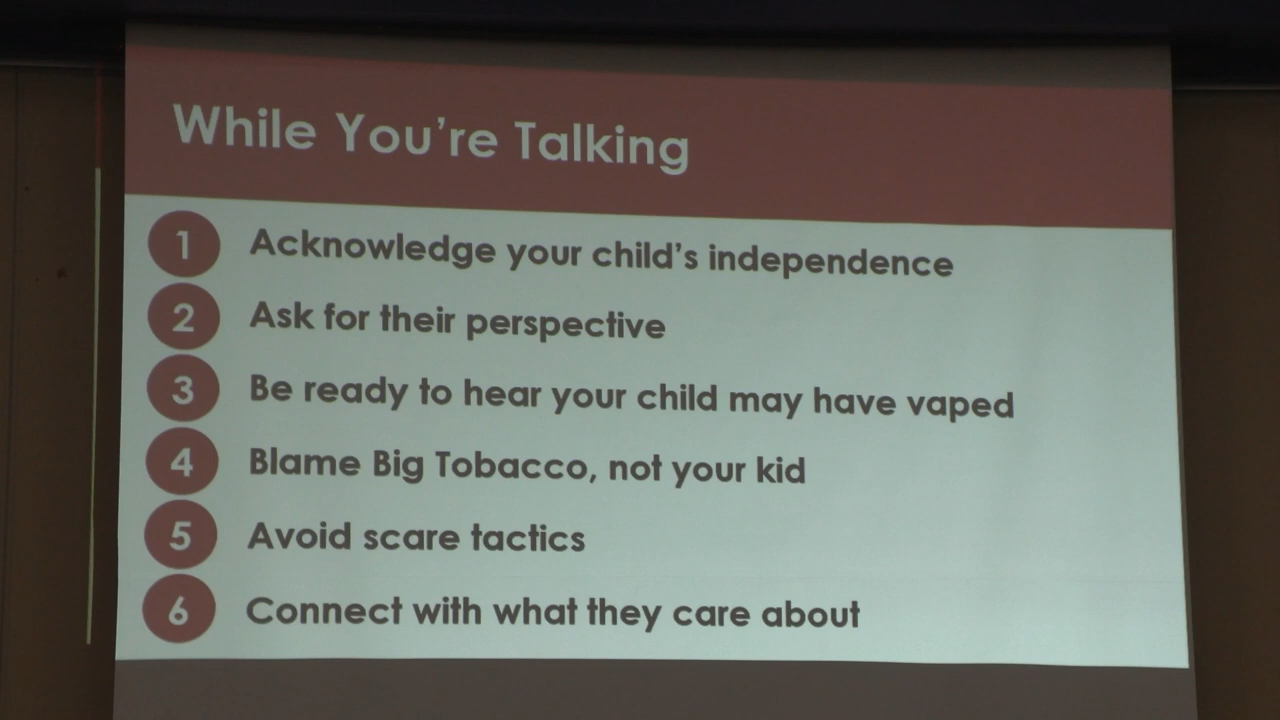 While You're Talking
1 Acknowledge your child's independence
2 Ask for their perspective
3 Be ready to hear your child may have vaped
4 Blame Big Tobacco, not your kid
5 Avoid scare tactics
6 Connect with what they care about